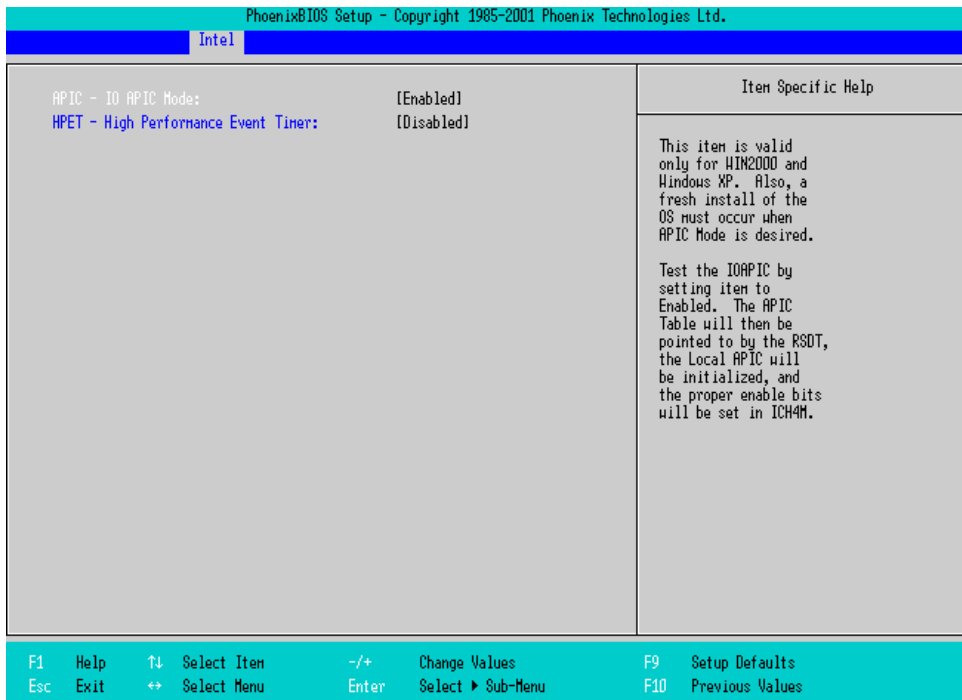 PhoenixBIOS Setup - Copyright 1985-2001 Phoenix Technologies Ltd.
Intel
APIC - IO APIC Mode: [Enabled]
HPET - High Performance Event Timer: [Disabled]
Item Specific Help
This item is valid
only for WIN2000 and
Windows XP. Also, a
fresh install of the
OS must occur when
APIC Mode is desired.
Test the IOAPIC by
setting item to
Enabled. The APIC
Table will then be
pointed to by the RSDT,
the Local APIC will
be initialized, and
the proper enable bits
will be set in ICH4M.
F1 Help ↑↓ Select Item -/+ Change Values F9 Setup Defaults
Esc Exit ↔ Select Menu Enter Select ▶ Sub-Menu F10 Previous Values